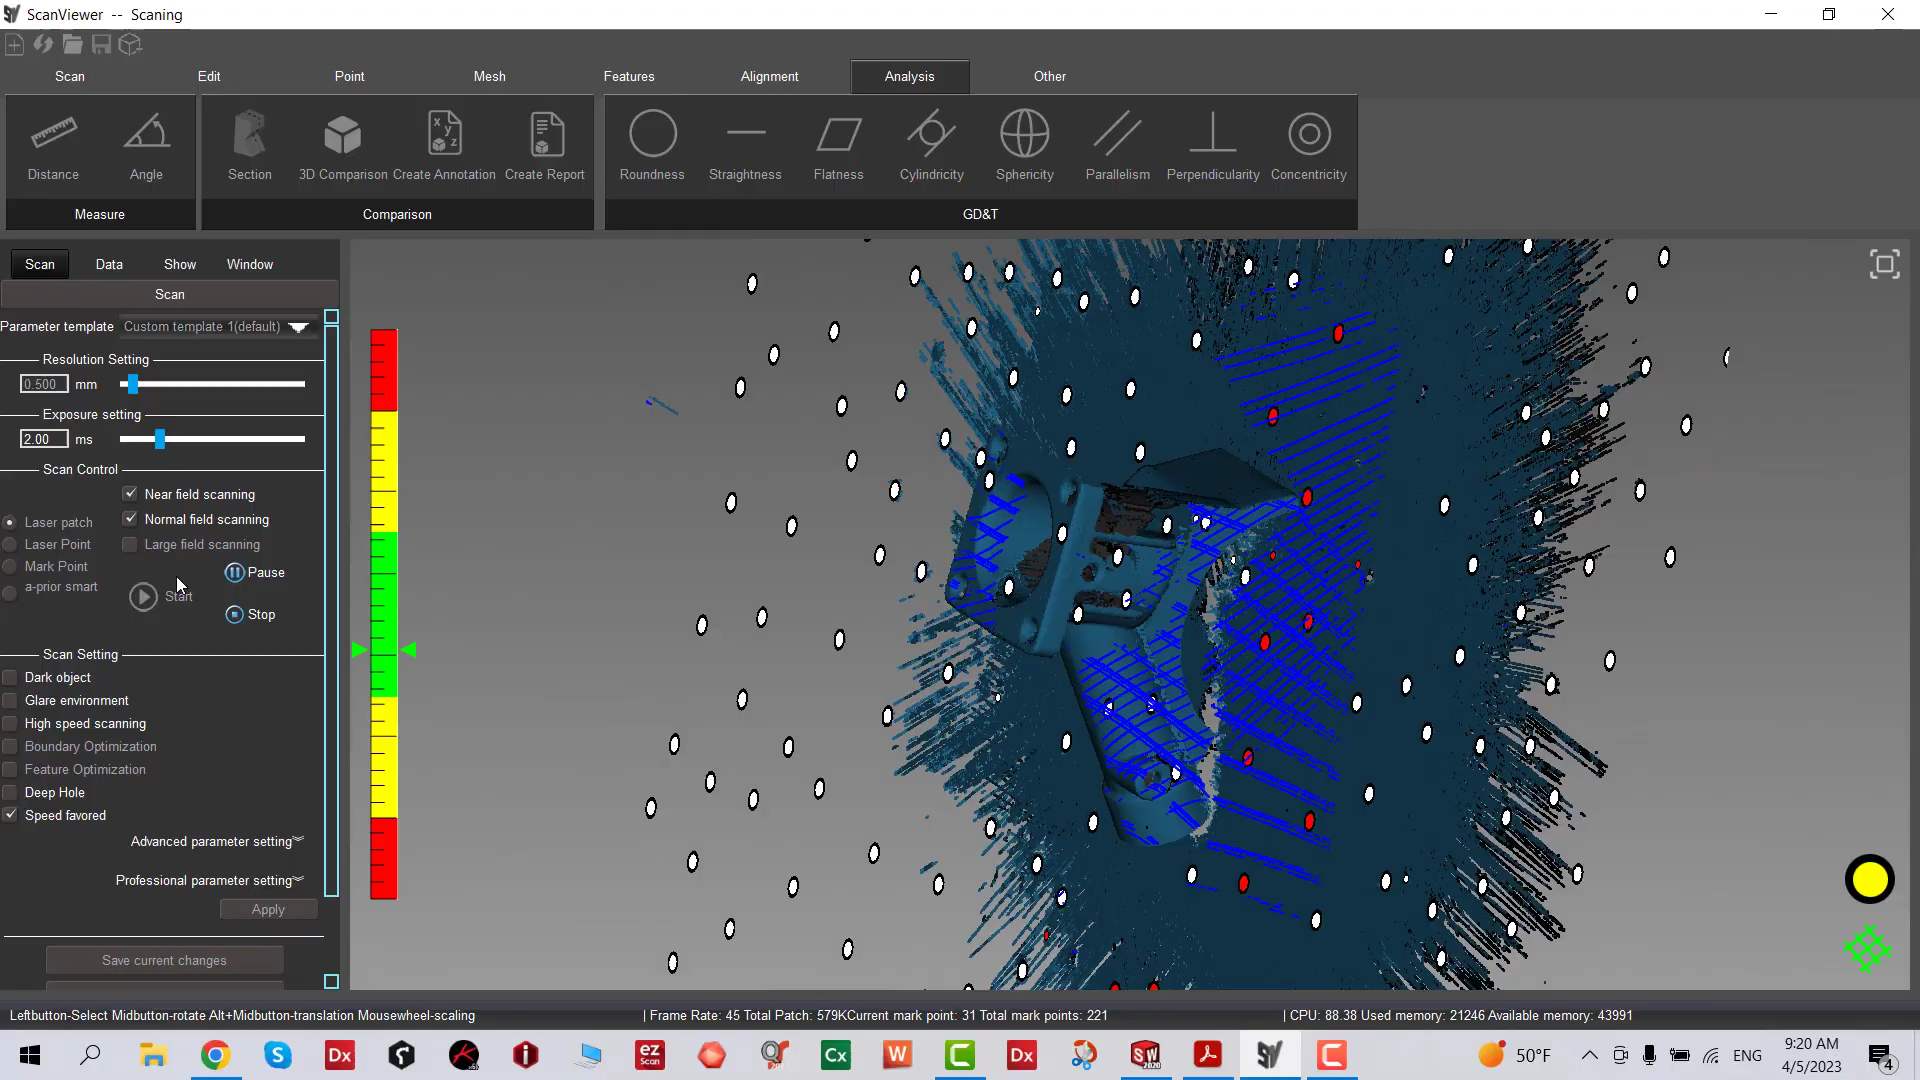 ScanViewer -- Scaning
Scan Edit Point Mesh Features Alignment Analysis Other
Distance Angle Section 3D Comparison Create Annotation Create Report Roundness Straightness Flatness Cylindricity Sphericity Parallelism Perpendicularity Concentricity
Measure Comparison GD&T
Scan Data Show Window
Scan
Parameter template Custom template 1(default)
Resolution Setting
0.500 mm
Exposure setting
2.00 ms
Scan Control
Near field scanning
Normal field scanning
Large field scanning
Laser patch
Laser Point
Mark Point
a-prior smart
Pause
Start
Stop
Scan Setting
Dark object
Glare environment
High speed scanning
Boundary Optimization
Feature Optimization
Deep Hole
Speed favored
Advanced parameter setting
Professional parameter setting
Apply
Save current changes
Leftbutton-Select Midbutton-rotate Alt+Midbutton-translation Mousewheel-scaling | Frame Rate: 45 Total Patch: 579KCurrent mark point: 31 Total mark points: 221 | CPU: 88.38 Used memory: 21246 Available memory: 43991
50°F ENG 9:20 AM
4/5/2023 4